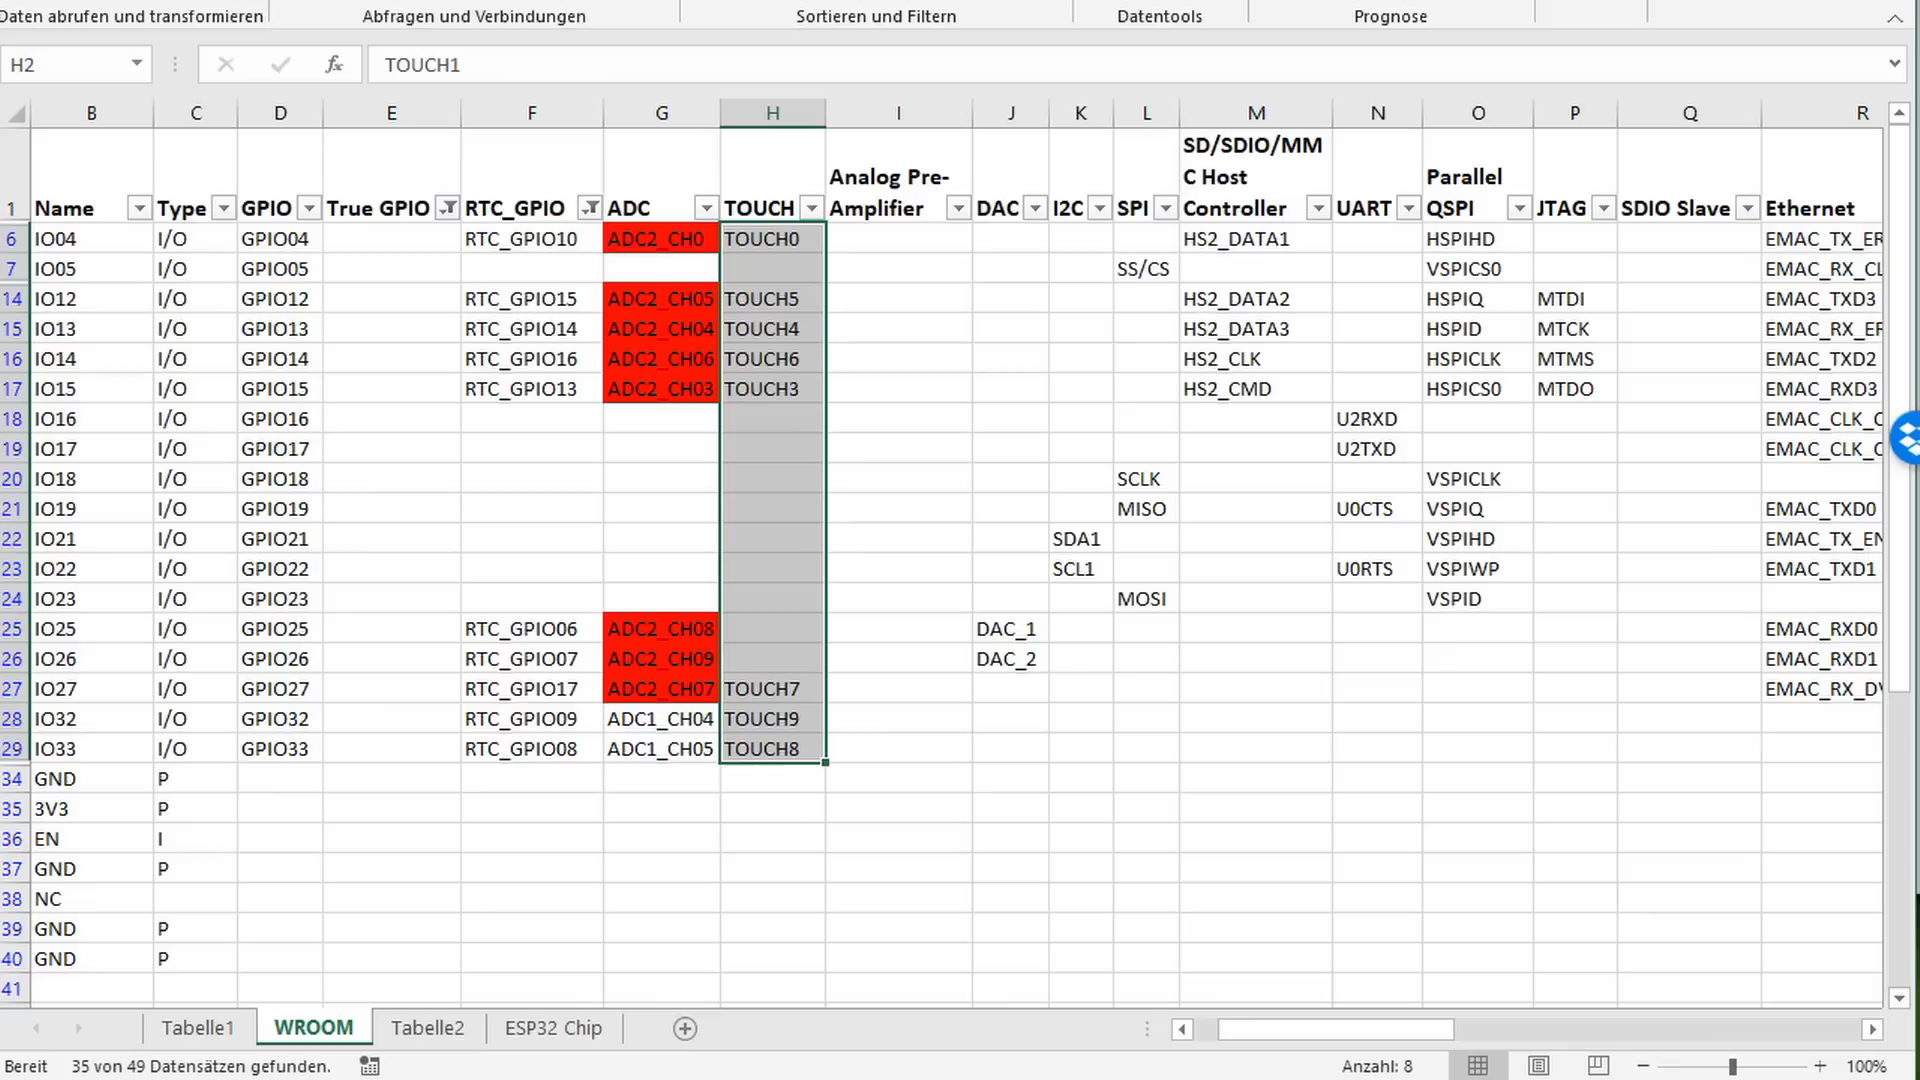 Daten abrufen und transformieren Abfragen und Verbindungen Sortieren und Filtern Datentools Prognose
H2 fx TOUCH1
B C D E F G H I J K L M N O P Q R
1 Name Type GPIO True GPIO RTC_GPIO ADC TOUCH Analog Pre-Amplifier DAC I2C SPI SD/SDIO/MMC Host Controller UART Parallel QSPI JTAG SDIO Slave Ethernet
6 IO04 I/O GPIO04 RTC_GPIO10 ADC2_CH0 TOUCH0 HS2_DATA1 HSPIHD EMAC_TX_ER
7 IO05 I/O GPIO05 SS/CS VSPICS0 EMAC_RX_CL
14 IO12 I/O GPIO12 RTC_GPIO15 ADC2_CH05 TOUCH5 HS2_DATA2 HSPIQ MTDI EMAC_TXD3
15 IO13 I/O GPIO13 RTC_GPIO14 ADC2_CH04 TOUCH4 HS2_DATA3 HSPID MTCK EMAC_RX_ER
16 IO14 I/O GPIO14 RTC_GPIO16 ADC2_CH06 TOUCH6 HS2_CLK HSPICLK MTMS EMAC_TXD2
17 IO15 I/O GPIO15 RTC_GPIO13 ADC2_CH03 TOUCH3 HS2_CMD HSPICS0 MTDO EMAC_RXD3
18 IO16 I/O GPIO16 U2RXD EMAC_CLK_O
19 IO17 I/O GPIO17 U2TXD EMAC_CLK_O
20 IO18 I/O GPIO18 SCLK VSPICLK
21 IO19 I/O GPIO19 MISO U0CTS VSPIQ EMAC_TXD0
22 IO21 I/O GPIO21 SDA1 VSPIHD EMAC_TX_EN
23 IO22 I/O GPIO22 SCL1 U0RTS VSPIWP EMAC_TXD1
24 IO23 I/O GPIO23 MOSI VSPID
25 IO25 I/O GPIO25 RTC_GPIO06 ADC2_CH08 DAC_1 EMAC_RXD0
26 IO26 I/O GPIO26 RTC_GPIO07 ADC2_CH09 DAC_2 EMAC_RXD1
27 IO27 I/O GPIO27 RTC_GPIO17 ADC2_CH07 TOUCH7 EMAC_RX_DV
28 IO32 I/O GPIO32 RTC_GPIO09 ADC1_CH04 TOUCH9
29 IO33 I/O GPIO33 RTC_GPIO08 ADC1_CH05 TOUCH8
34 GND P
35 3V3 P
36 EN I
37 GND P
38 NC
39 GND P
40 GND P
41
Tabelle1 WROOM Tabelle2 ESP32 Chip
Bereit 35 von 49 Datensätzen gefunden. Anzahl: 8 100%